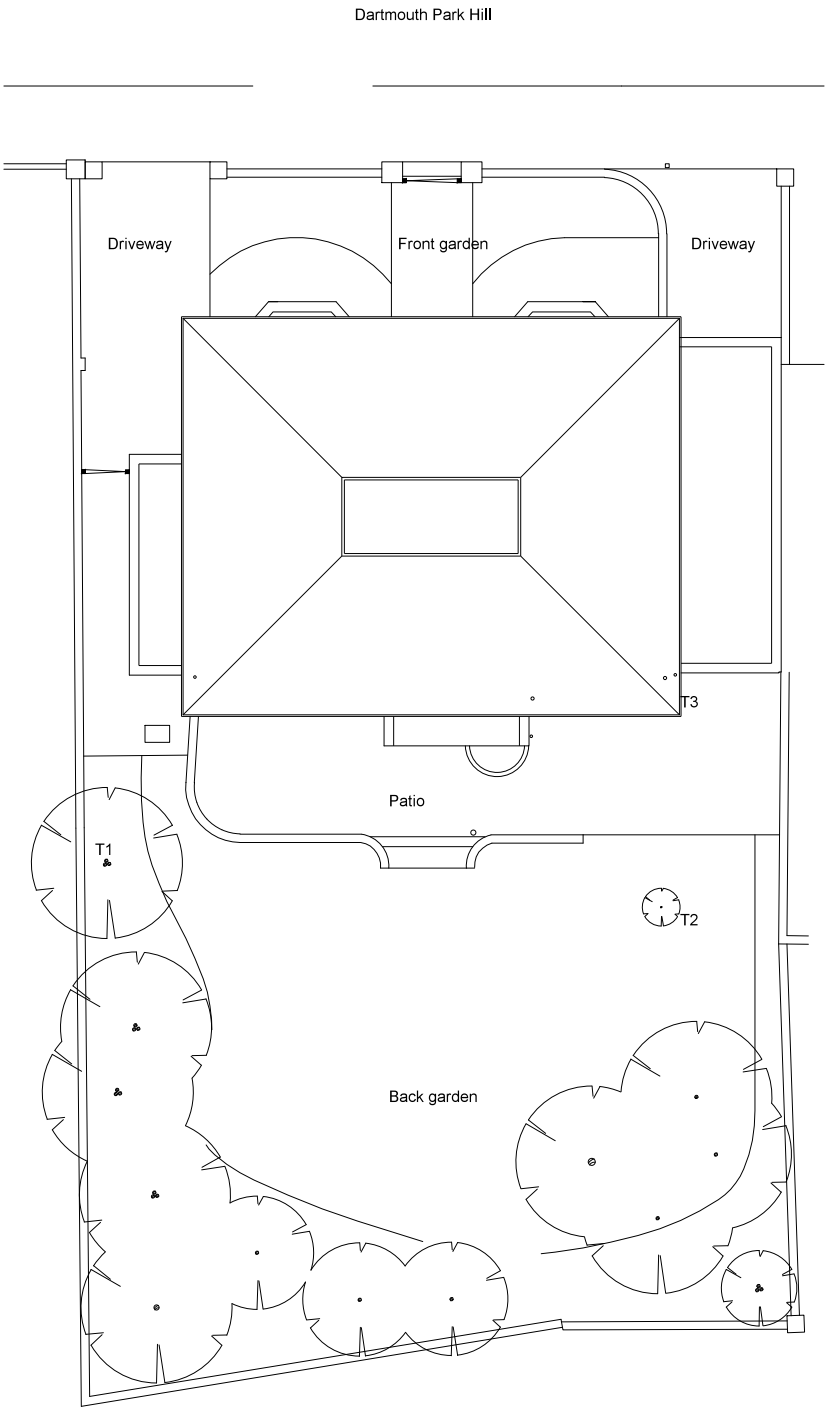 Dartmouth Park Hill
Driveway
Front garden
Driveway
T3
Patio
T1
T2
Back garden